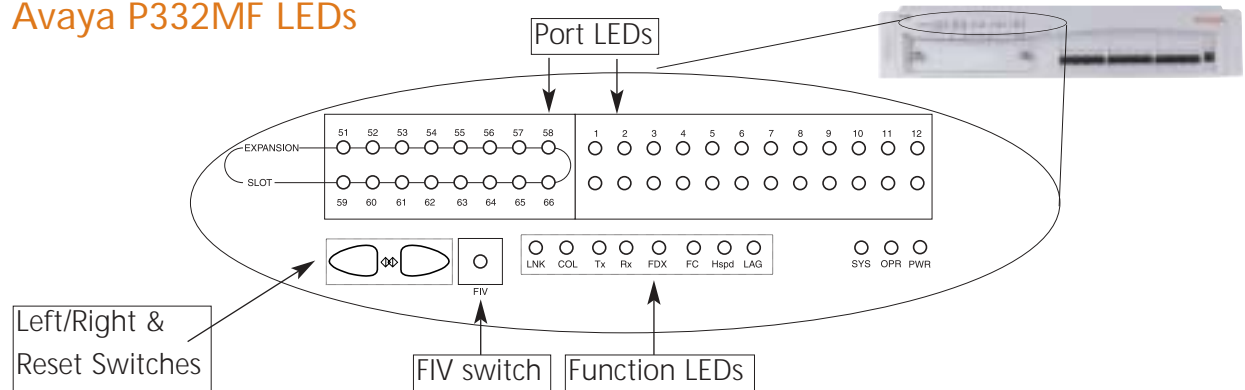 Avaya P332MF LEDs
Port LEDs
51 52 53 54 55 56 57 58 1 2 3 4 5 6 7 8 9 10 11 12
EXPANSION
SLOT
59 60 61 62 63 64 65 66
LNK COL Tx Rx FDX FC Hspd LAG SYS OPR PWR
FIV
Left/Right &
Reset Switches
FIV switch
Function LEDs